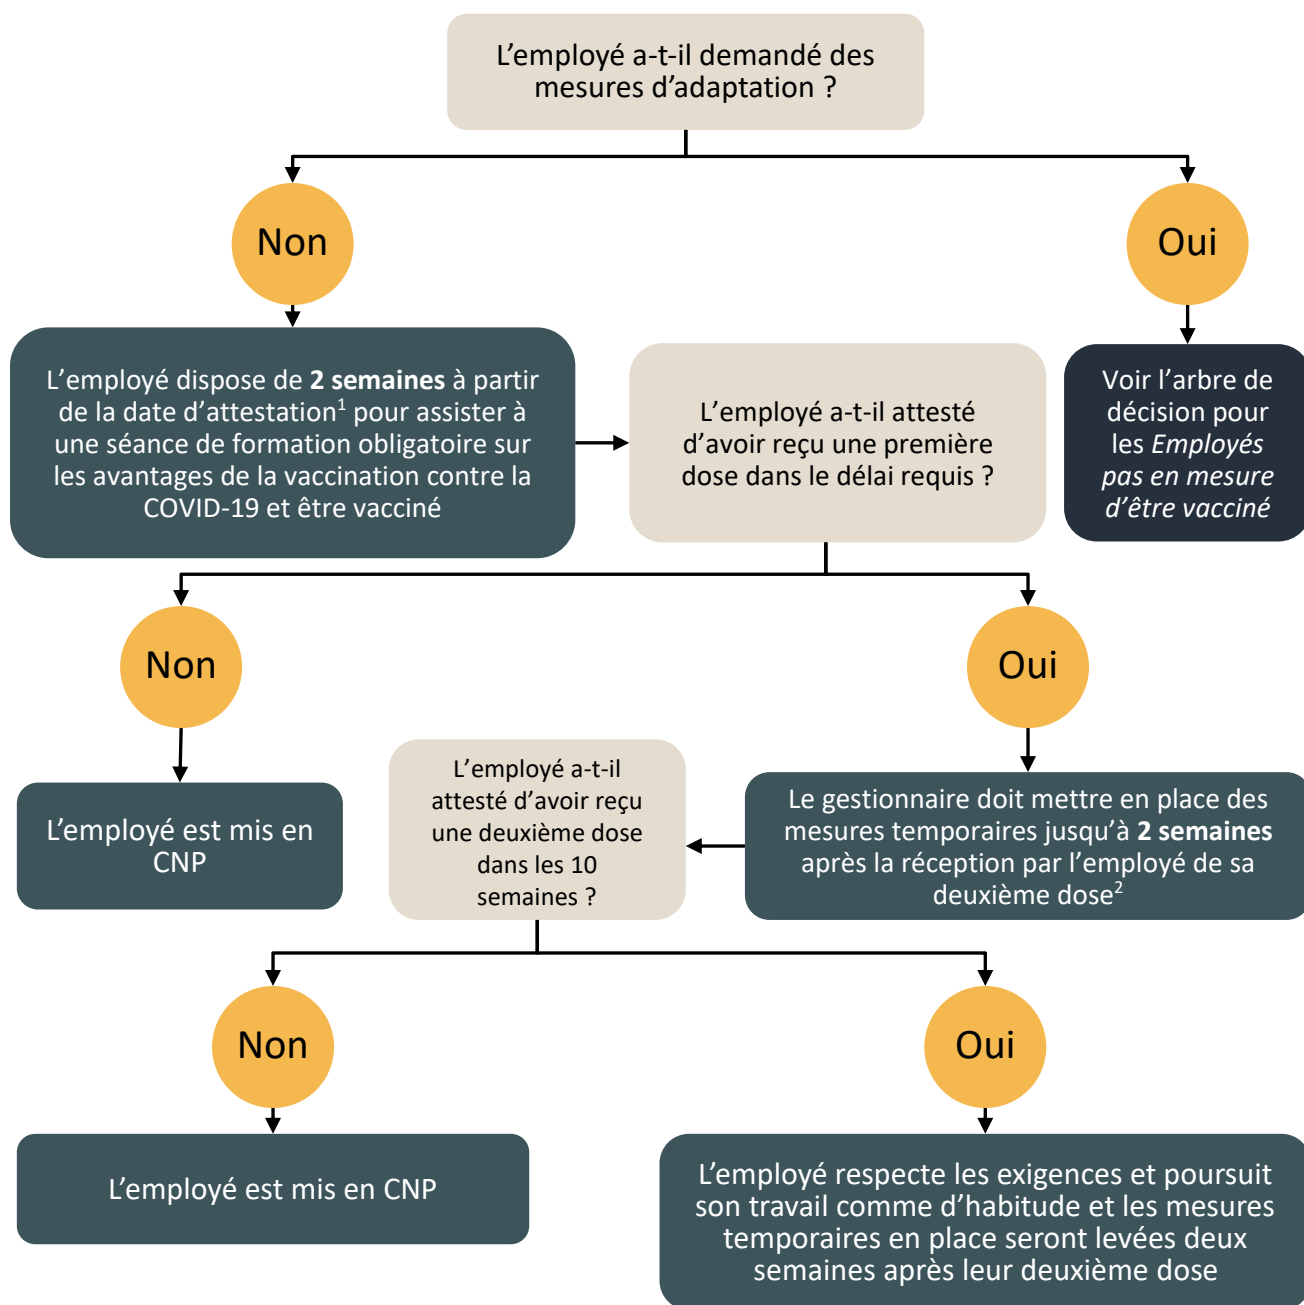 L'employé a-t-il demandé des
mesures d'adaptation ?
Non
Oui
L'employé dispose de 2 semaines à partir
de la date d'attestation1 pour assister à
une séance de formation obligatoire sur
les avantages de la vaccination contre la
COVID-19 et être vacciné
L'employé a-t-il attesté
d'avoir reçu une première
dose dans le délai requis ?
Voir l'arbre de
décision pour
les Employés
pas en mesure
d'être vacciné
Non
Oui
L'employé est mis en
CNP
L'employé a-t-il
attesté d'avoir reçu
une deuxième dose
dans les 10
semaines ?
Le gestionnaire doit mettre en place des
mesures temporaires jusqu'à 2 semaines
après la réception par l'employé de sa
deuxième dose2
Non
Oui
L'employé est mis en CNP
L'employé respecte les exigences et poursuit
son travail comme d'habitude et les mesures
temporaires en place seront levées deux
semaines après leur deuxième dose